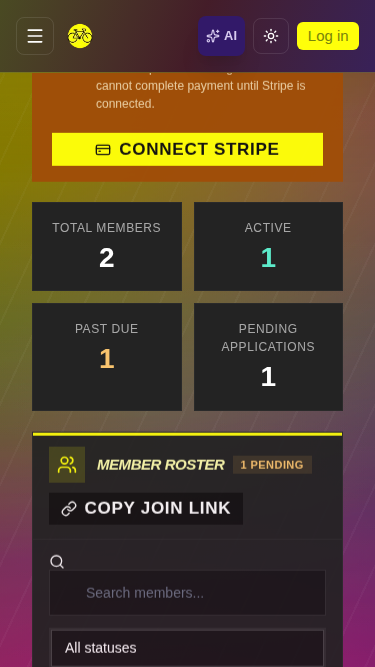 AI
Log in
cannot complete payment until Stripe is
connected.
CONNECT STRIPE
TOTAL MEMBERS
2
ACTIVE
1
PAST DUE
1
PENDING
APPLICATIONS
1
MEMBER ROSTER
1 PENDING
COPY JOIN LINK
Search members...
All statuses